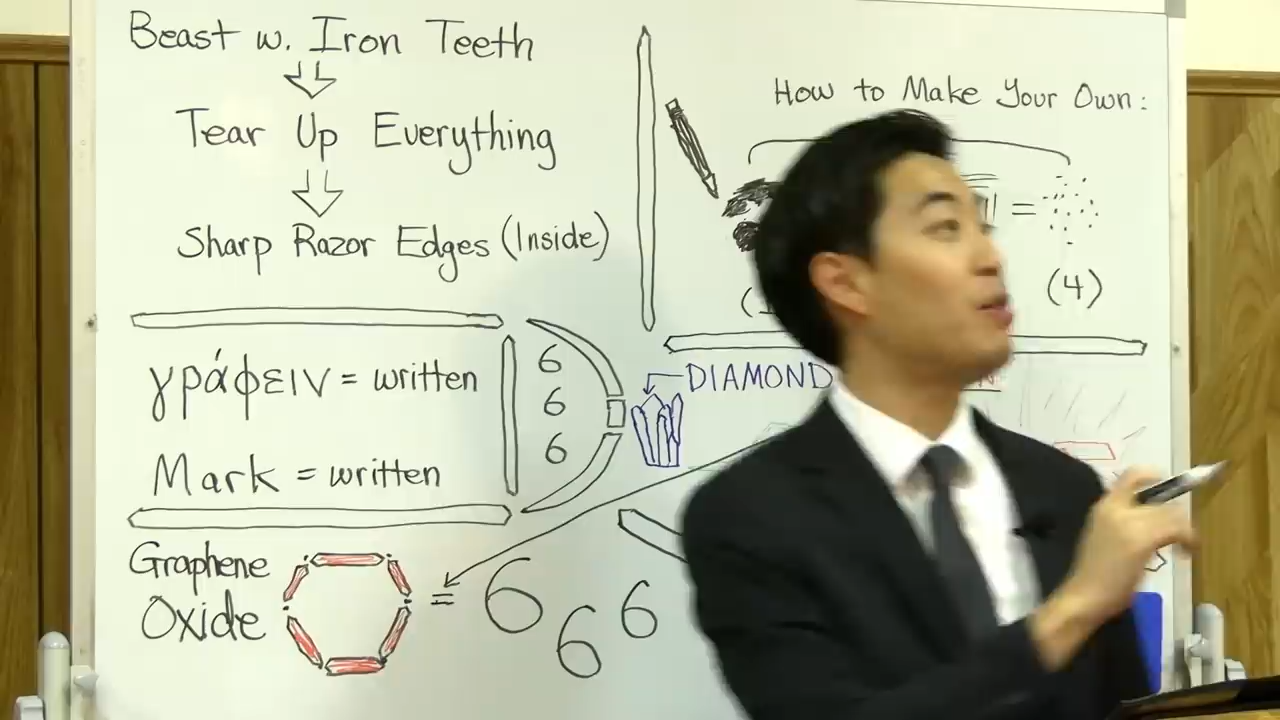 Beast w. Iron Teeth
Tear Up Everything
Sharp Razor Edges (Inside)
How to Make Your Own:
=
(4)
γράφειν = written
Mark = written
6
6
6
DIAMOND
Graphene
Oxide
= 6 6 6